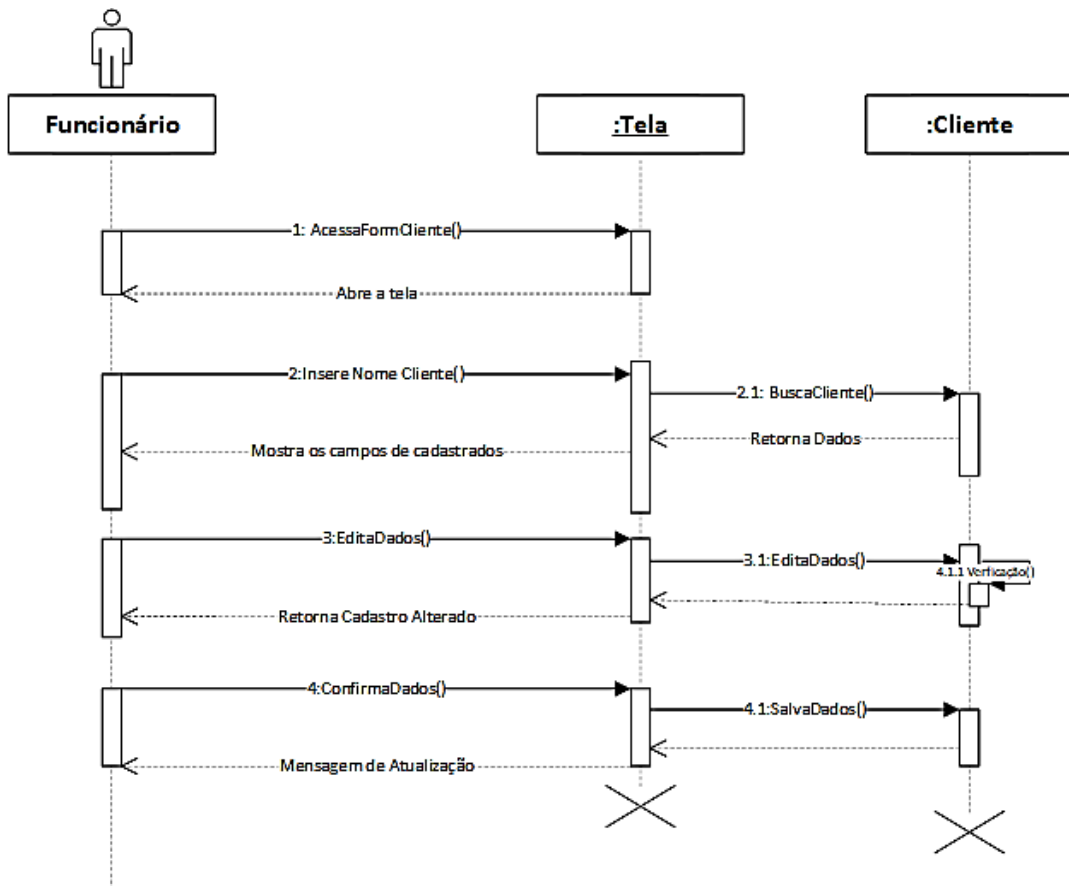 Funcionário
:Tela
:Cliente
1: AcessaFormCliente()
Abre a tela
2:Insere Nome Cliente()
2.1: BuscaCliente()
Retorna Dados
Mostra os campos de cadastrados
3:EditaDados()
3.1:EditaDados()
4.1.1 Verficação()
Retorna Cadastro Alterado
4:ConfirmaDados()
4.1:SalvaDados()
Mensagem de Atualização